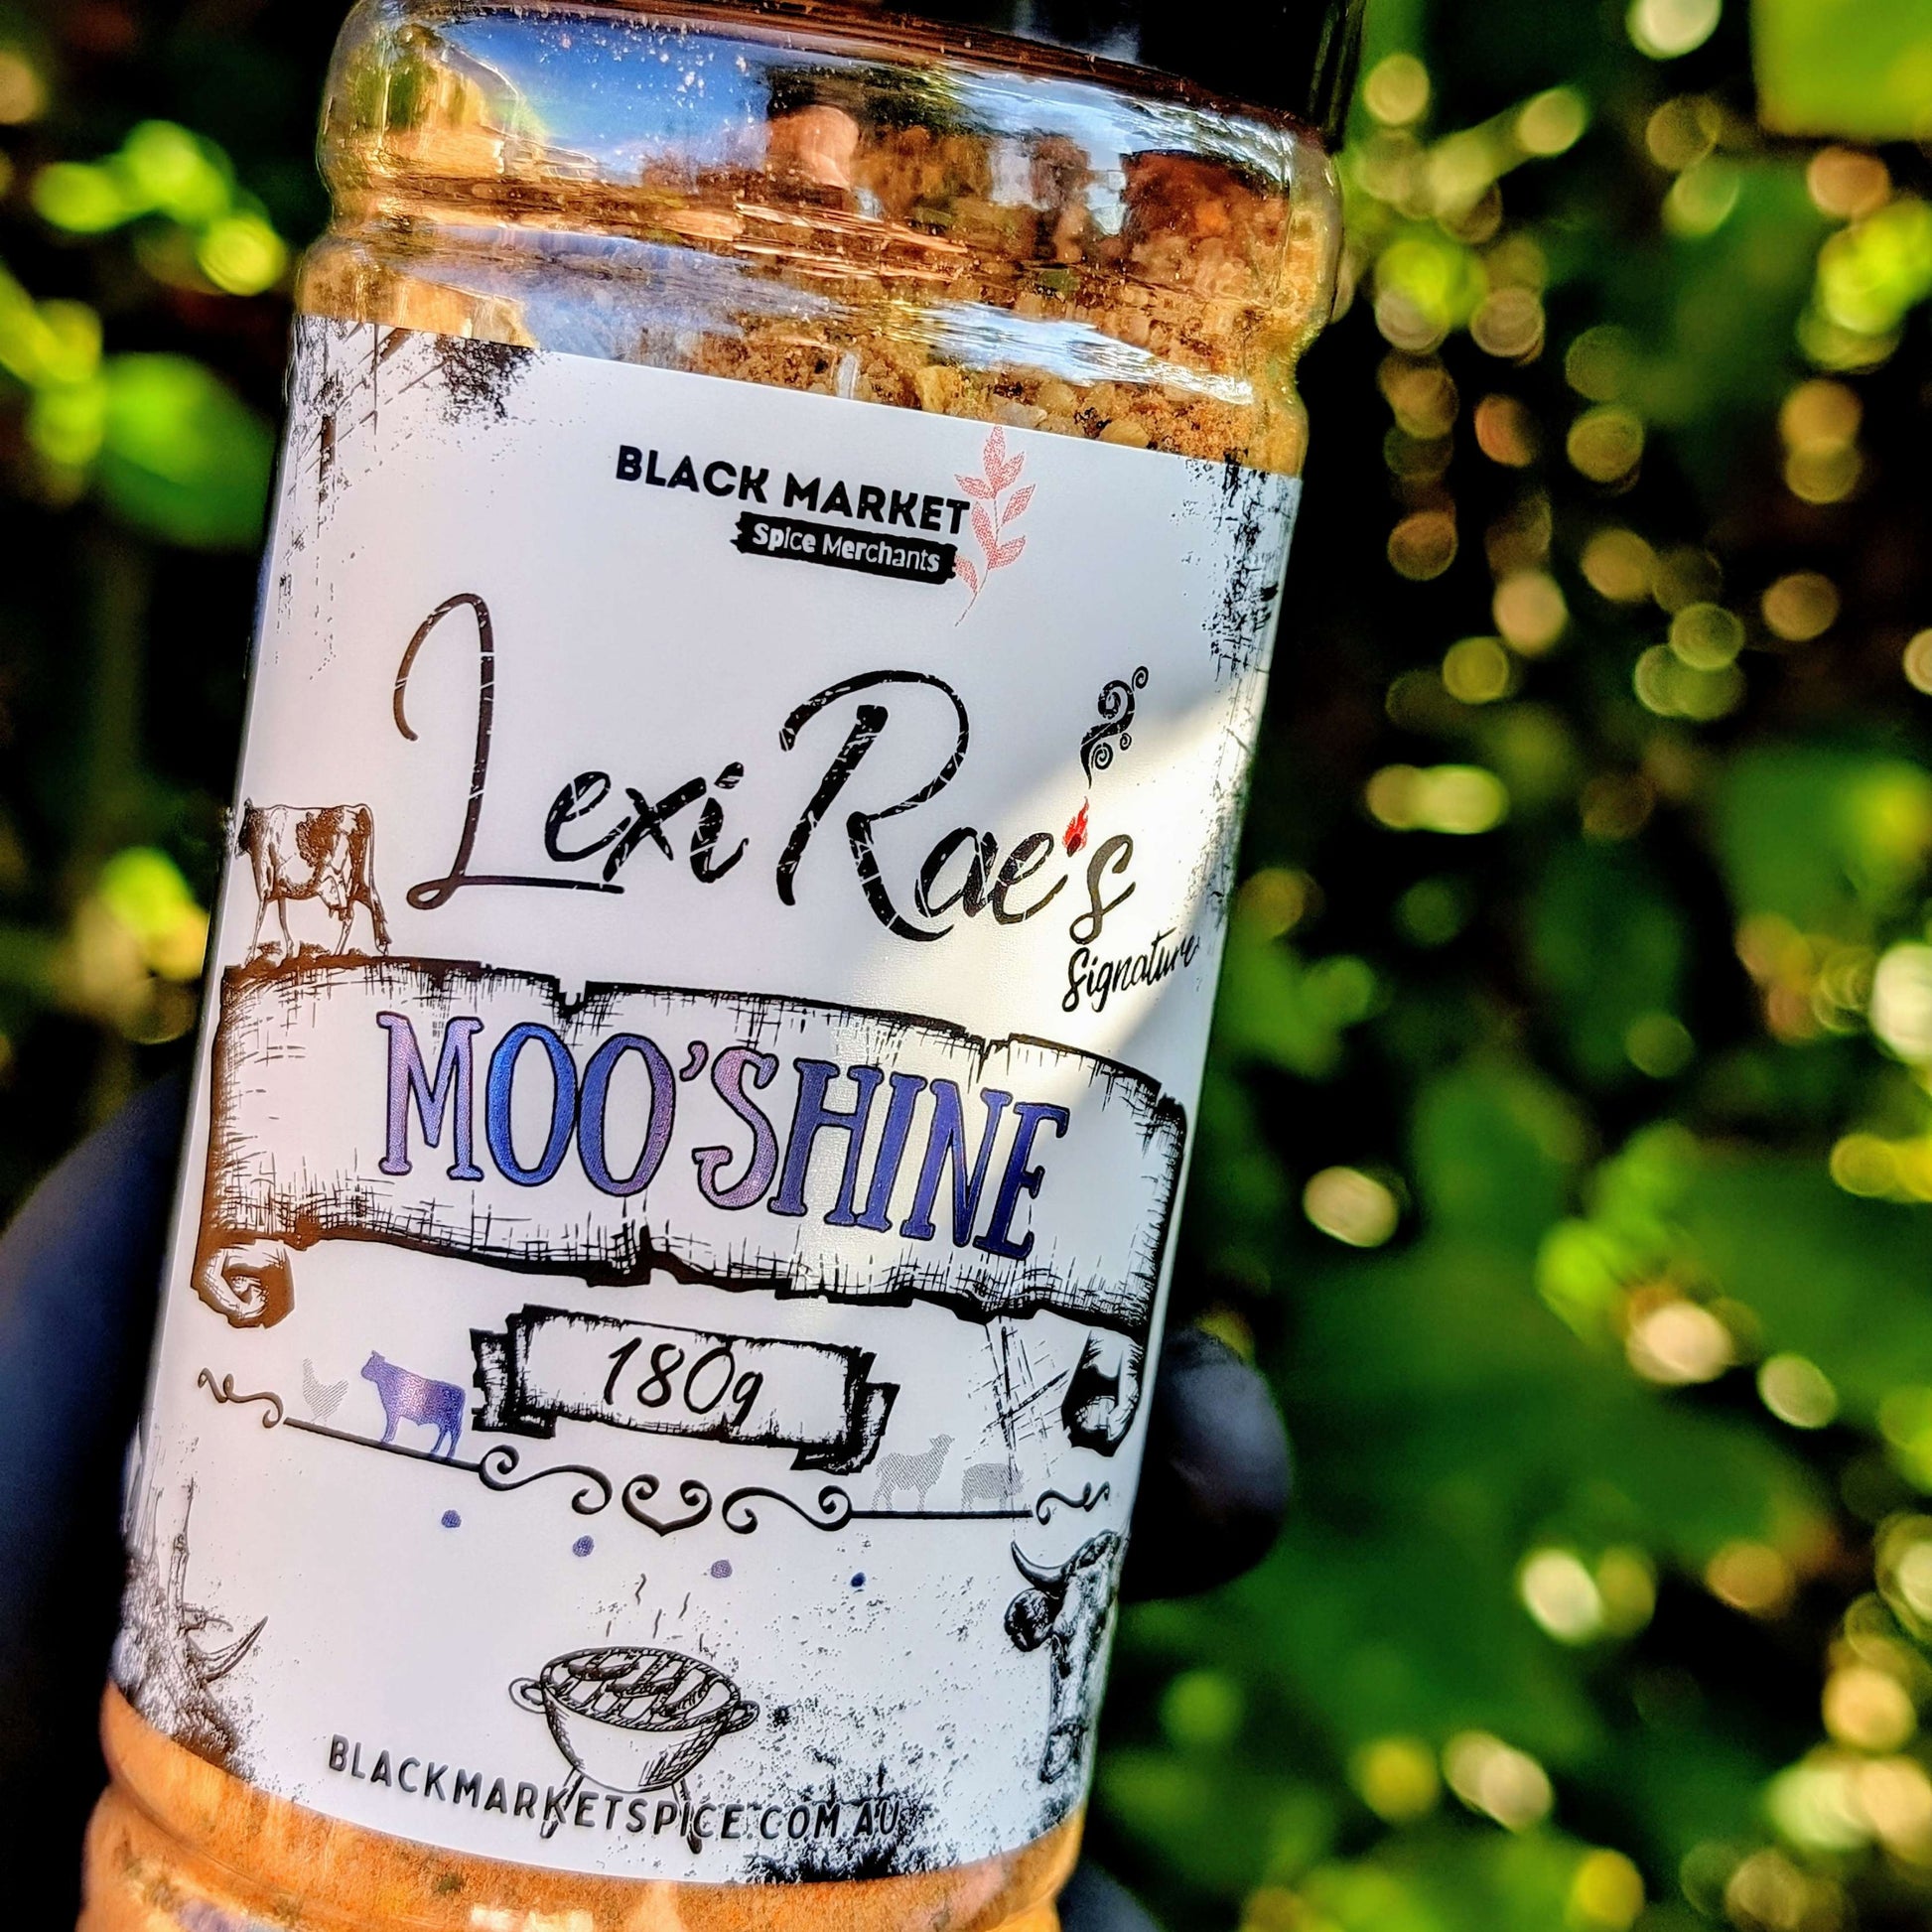 BLACK MARKET
Spice Merchants
Lexi Rae's
Signature
MOO'SHINE
180g
BLACKMARKETSPICE.COM.AU